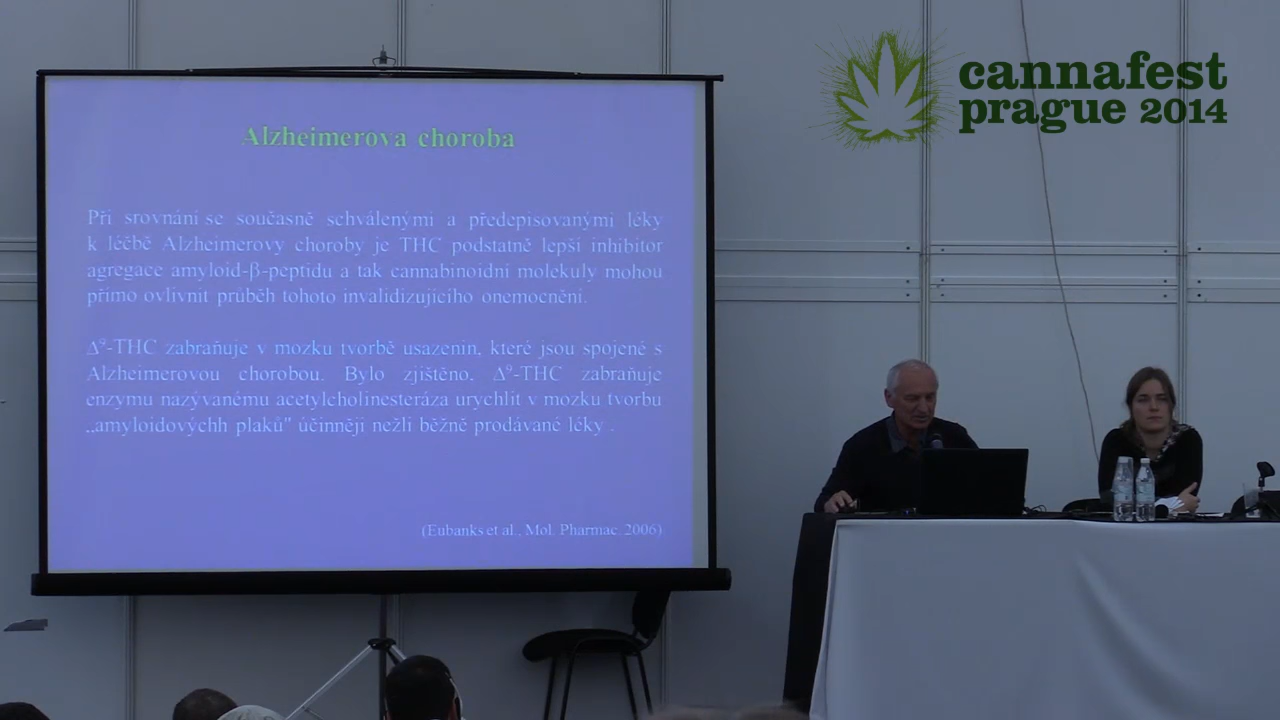 cannafest
prague 2014
Alzheimerova choroba
Při srovnání se současně schválenými a předepisovanými léky
k léčbě Alzheimerovy choroby je THC podstatně lepší inhibitor
agregace amyloid-β-peptidu a tak cannabinoidní molekuly mohou
přímo ovlivnit průběh tohoto invalidizujícího onemocnění.
Δ⁹-THC zabraňuje v mozku tvorbě usazenin, které jsou spojené s
Alzheimerovou chorobou. Bylo zjištěno, Δ⁹-THC zabraňuje
enzymu nazývanému acetylcholinesteráza urychlit v mozku tvorbu
„amyloidovýchh plaků" účinněji nežli běžně prodávané léky .
(Eubanks et al., Mol. Pharmac. 2006)